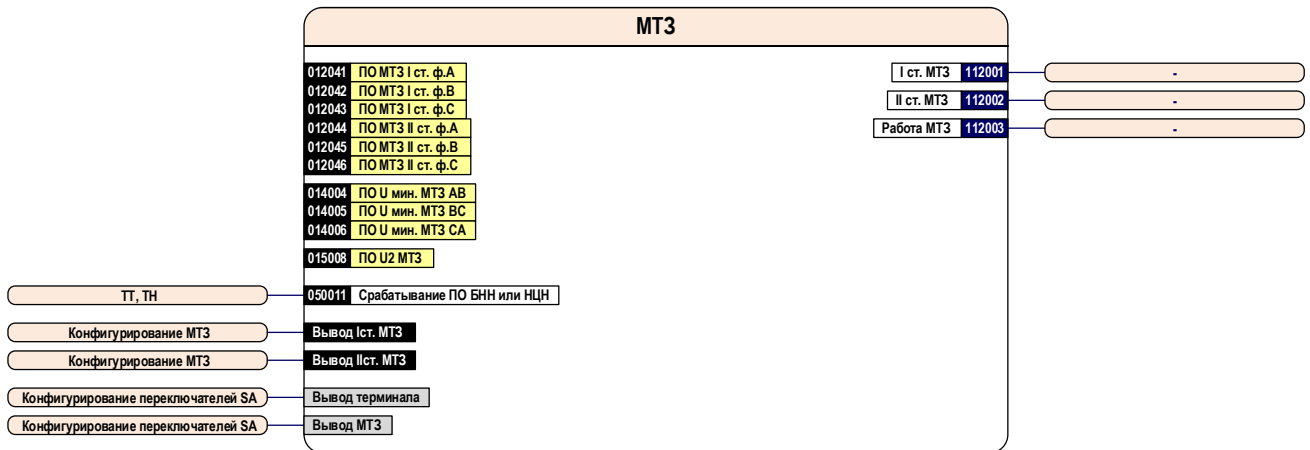 МТЗ
012041 ПО МТЗ I ст. ф.А
I ст. МТЗ 112001 -
012042 ПО МТЗ I ст. ф.В
012043 ПО МТЗ I ст. ф.С
II ст. МТЗ 112002 -
012044 ПО МТЗ II ст. ф.А
Работа МТЗ 112003 -
012045 ПО МТЗ II ст. ф.В
012046 ПО МТЗ II ст. ф.С
014004 ПО U мин. МТЗ АВ
014005 ПО U мин. МТЗ ВС
014006 ПО U мин. МТЗ СА
015008 ПО U2 МТЗ
ТТ, ТН 050011 Срабатывание ПО БНН или НЦН
Конфигурирование МТЗ Вывод Iст. МТЗ
Конфигурирование МТЗ Вывод IIст. МТЗ
Конфигурирование переключателей SA Вывод терминала
Конфигурирование переключателей SA Вывод МТЗ